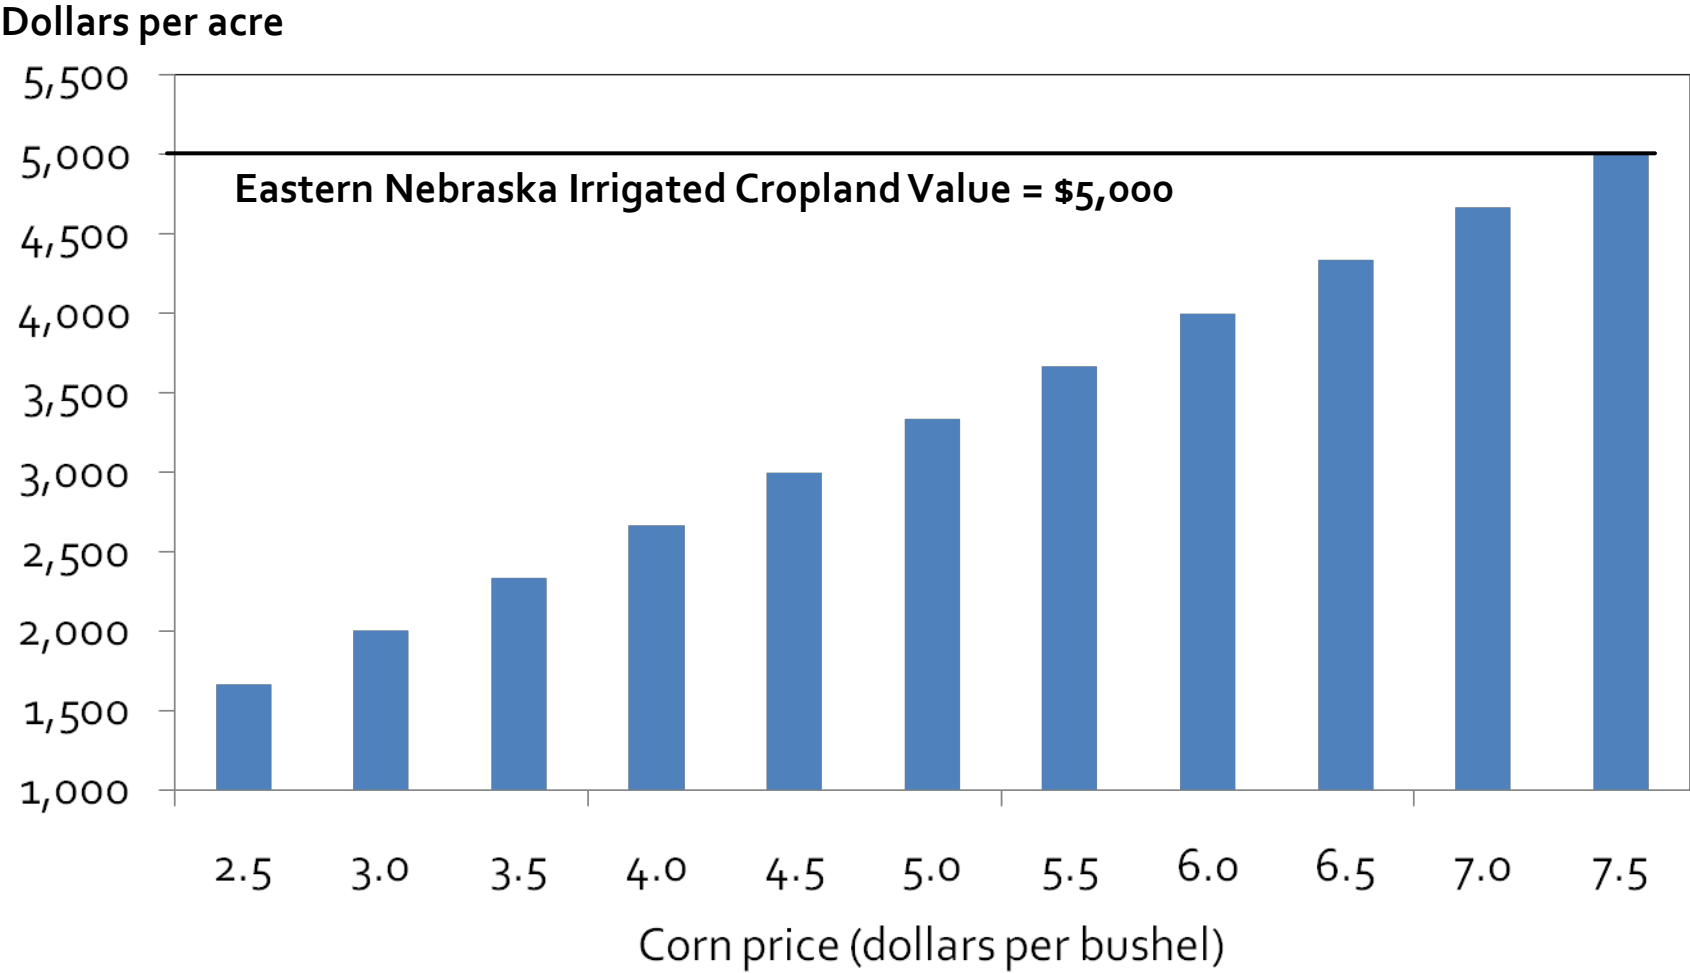 Dollars per acre
5,500
5,000
Eastern Nebraska Irrigated Cropland Value = $5,000
4,500
4,000
3,500
3,000
2,500
2,000
1,500
1,000
2.5 3.0 3.5 4.0 4.5 5.0 5.5 6.0 6.5 7.0 7.5
Corn price (dollars per bushel)